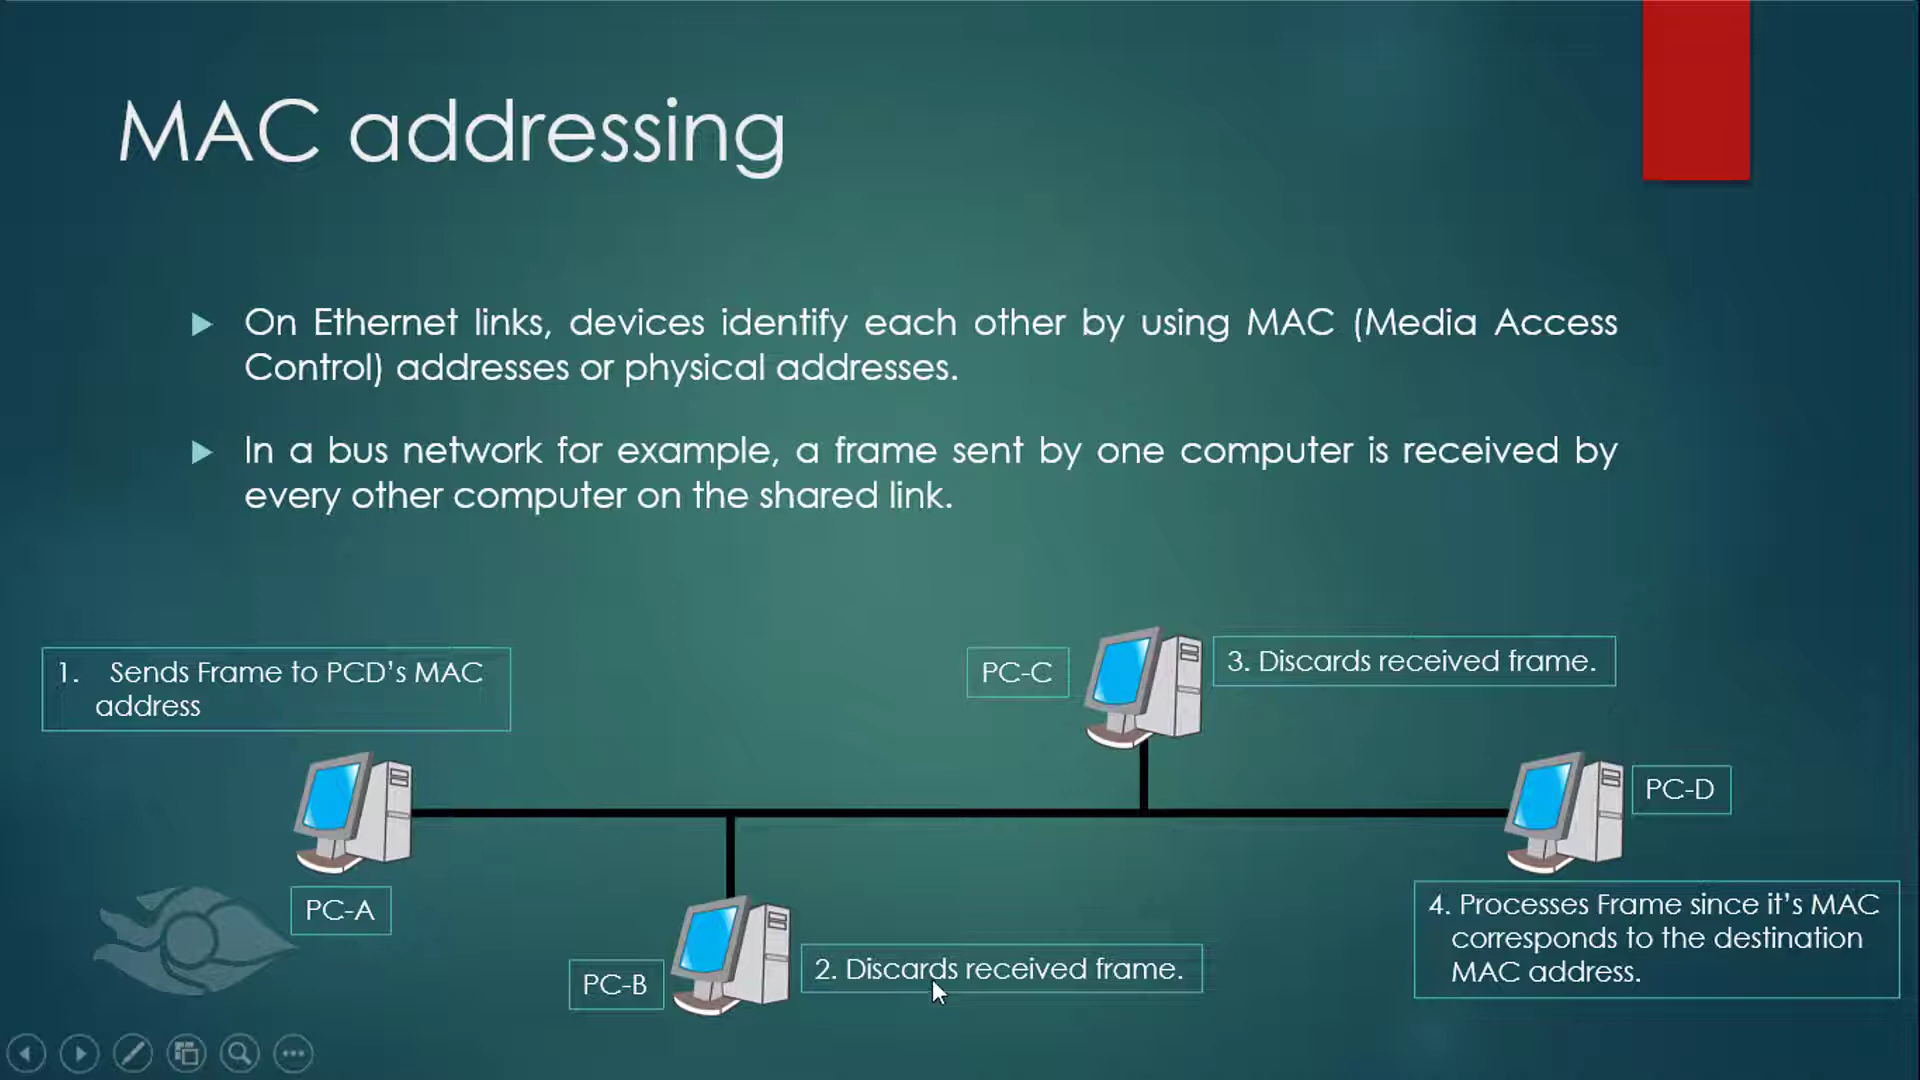 MAC addressing
On Ethernet links, devices identify each other by using MAC (Media Access
Control) addresses or physical addresses.
In a bus network for example, a frame sent by one computer is received by
every other computer on the shared link.
1. Sends Frame to PCD’s MAC
address
PC-C
3. Discards received frame.
PC-D
PC-A
4. Processes Frame since it’s MAC
corresponds to the destination
MAC address.
PC-B
2. Discards received frame.